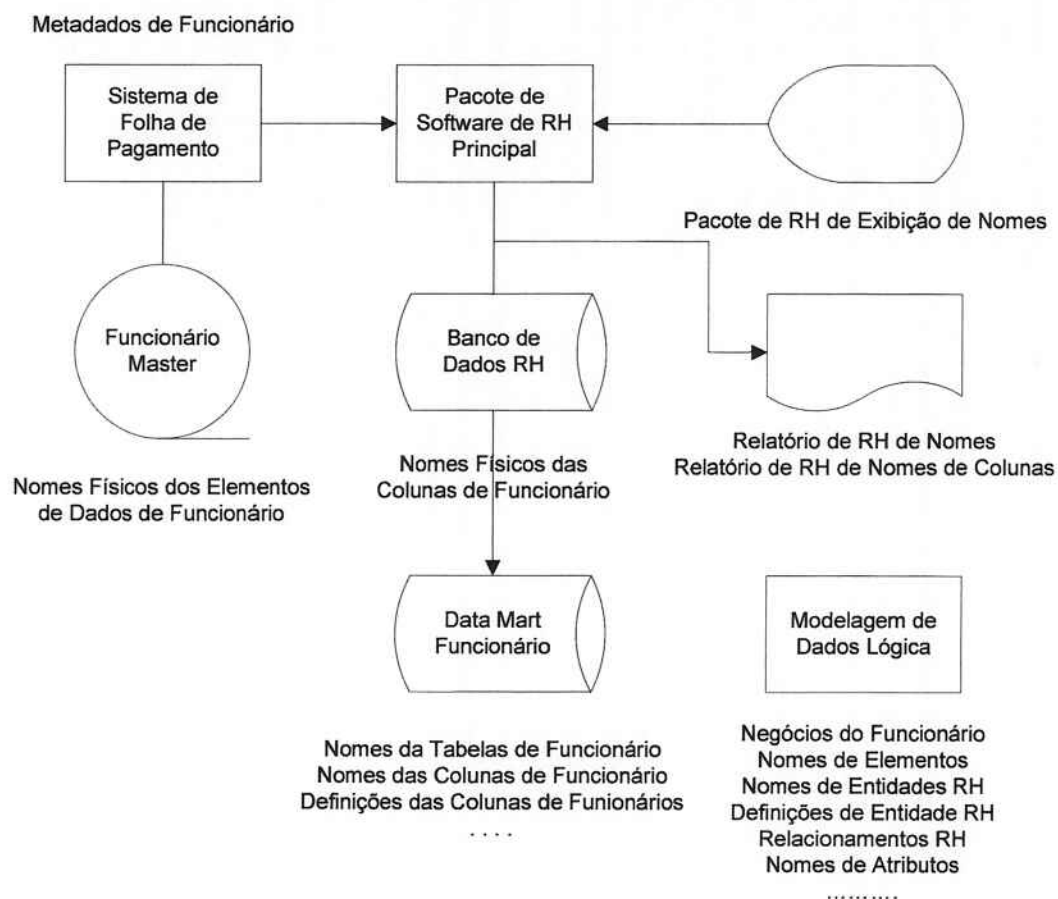 Metadados de Funcionário
Sistema de
Folha de
Pagamento
Pacote de
Software de RH
Principal
Pacote de RH de Exibição de Nomes
Funcionário
Master
Banco de
Dados RH
Nomes Físicos dos Elementos
de Dados de Funcionário
Nomes Físicos das
Colunas de Funcionário
Relatório de RH de Nomes
Relatório de RH de Nomes de Colunas
Data Mart
Funcionário
Modelagem de
Dados Lógica
Nomes da Tabelas de Funcionário
Nomes das Colunas de Funcionário
Definições das Colunas de Funionários
. . . .
Negócios do Funcionário
Nomes de Elementos
Nomes de Entidades RH
Definições de Entidade RH
Relacionamentos RH
Nomes de Atributos
..........